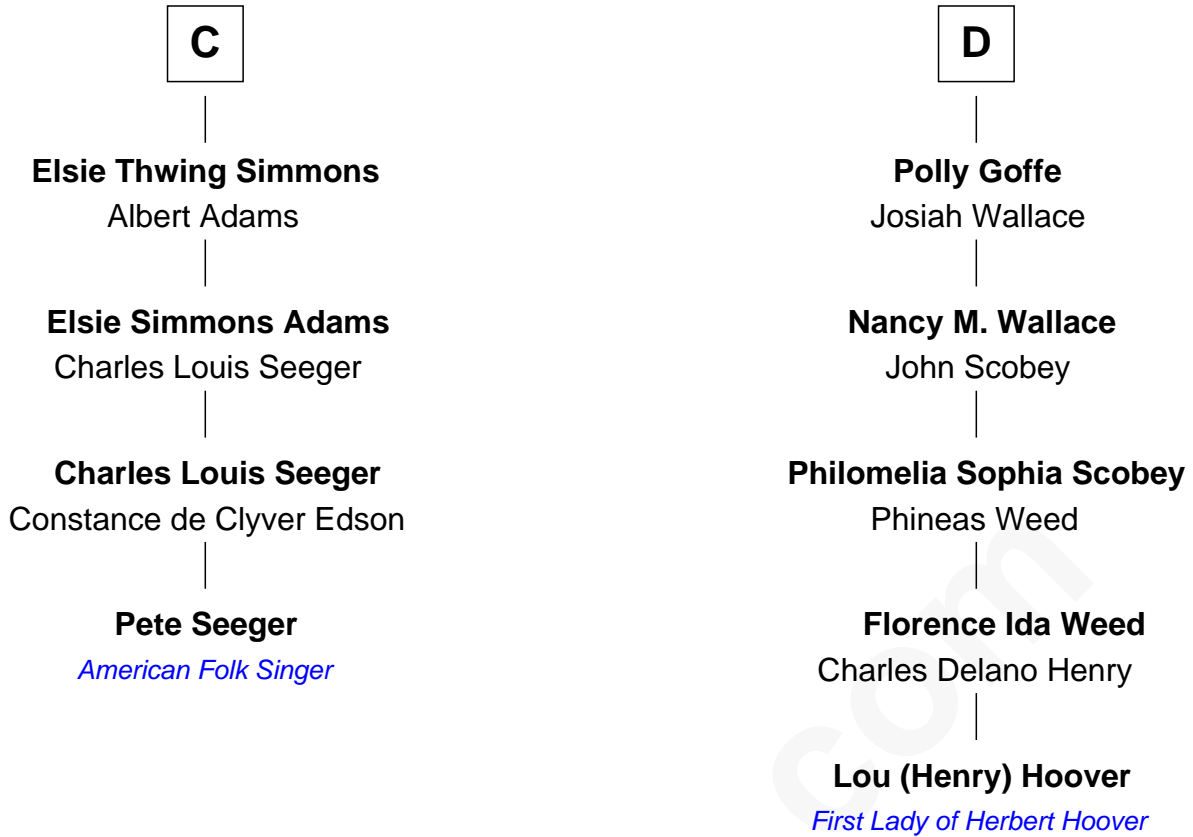 C
Elsie Thwing Simmons
Albert Adams
Elsie Simmons Adams
Charles Louis Seeger
Charles Louis Seeger
Constance de Clyver Edson
Pete Seeger
American Folk Singer
D
Polly Goffe
Josiah Wallace
Nancy M. Wallace
John Scobey
Philomelia Sophia Scobey
Phineas Weed
Florence Ida Weed
Charles Delano Henry
Lou (Henry) Hoover
First Lady of Herbert Hoover
com